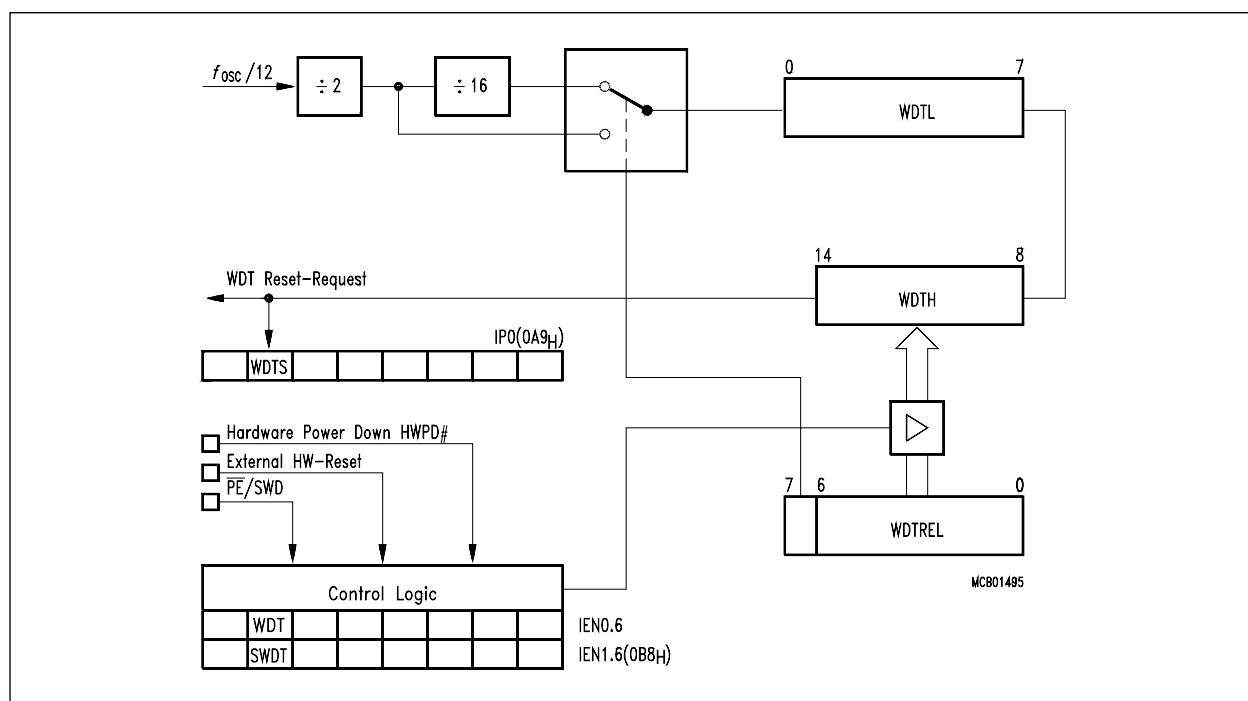 fOSC/12
÷2
÷16
0 7
WDTL
14 8
WDTH
WDT Reset-Request
IP0(0A9H)
WDTS
Hardware Power Down HWPD#
External HW-Reset
P̅E̅/SWD
7 6 0
WDTREL
MCB01495
Control Logic
WDT IEN0.6
SWDT IEN1.6(0B8H)